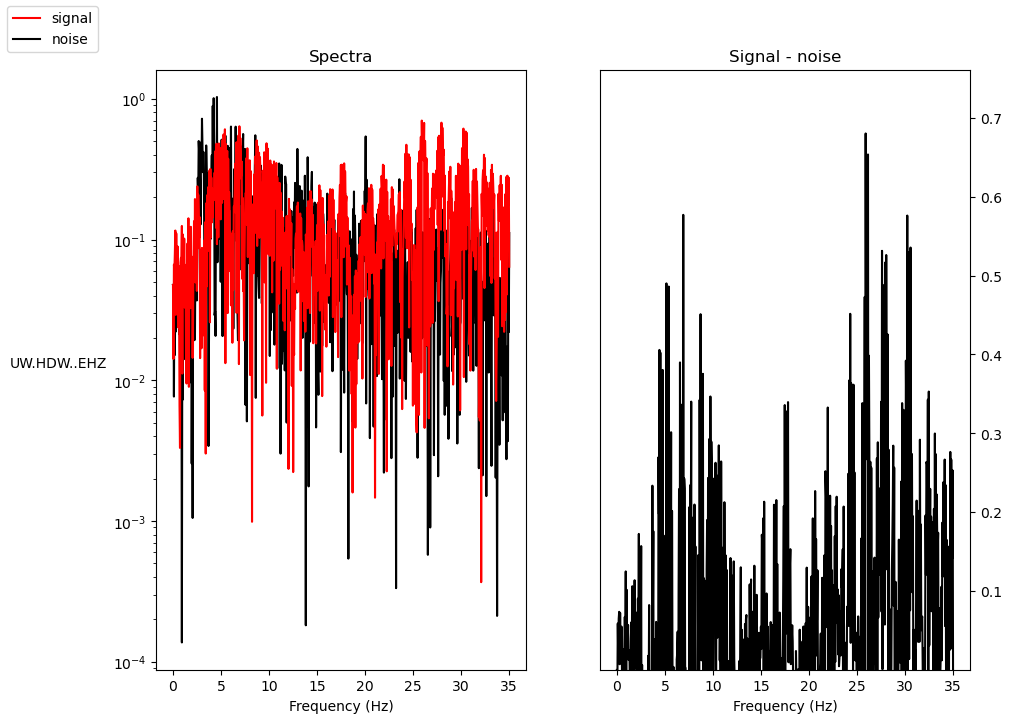 signal
noise
Spectra
Signal - noise
10^0
10^-1
10^-2
10^-3
10^-4
UW.HDW..EHZ
0 5 10 15 20 25 30 35
Frequency (Hz)
0.7
0.6
0.5
0.4
0.3
0.2
0.1
0 5 10 15 20 25 30 35
Frequency (Hz)